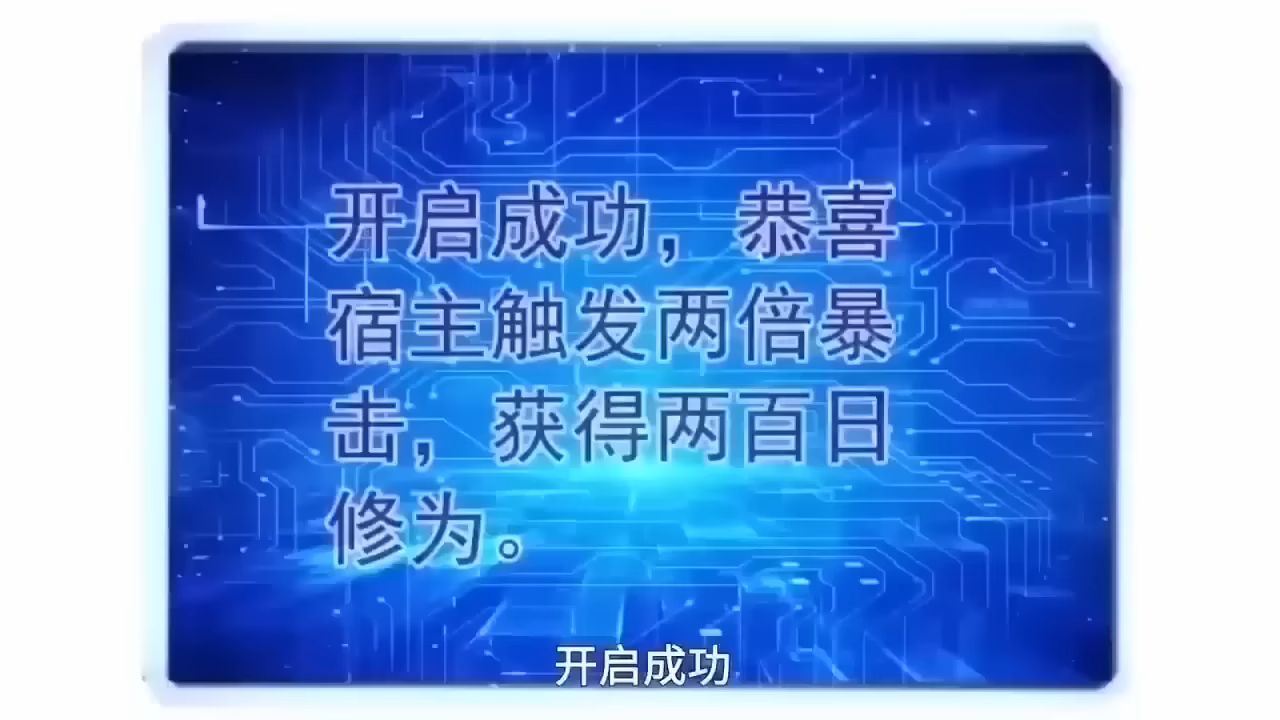 开启成功，恭喜
宿主触发两倍暴
击，获得两百日
修为。
开启成功